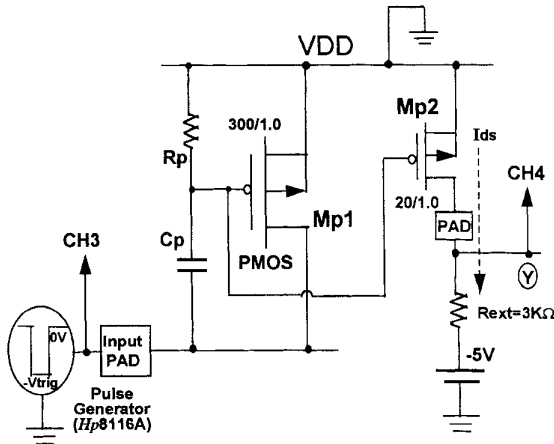 VDD
Mp2
300/1.0
Rp
Ids
Mp1
20/1.0
CH4
PAD
CH3
Cp
PMOS
Y
Rext=3KΩ
0V
-Vtrig
Input
PAD
-5V
Pulse
Generator
(Hp8116A)